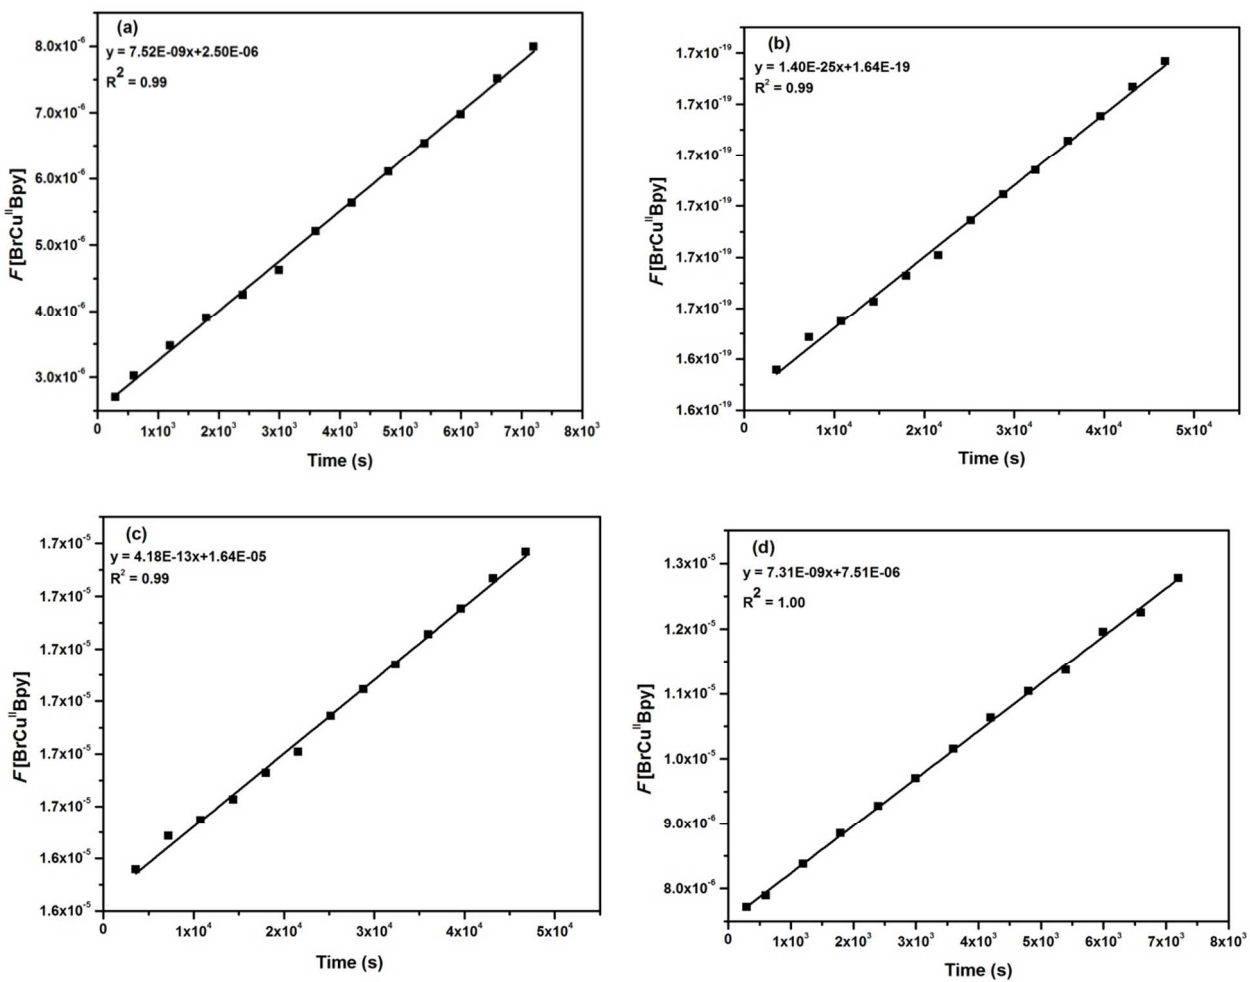 (a)
y = 7.52E-09x+2.50E-06
R² = 0.99
8.0x10⁻⁶
7.0x10⁻⁶
6.0x10⁻⁶
5.0x10⁻⁶
4.0x10⁻⁶
3.0x10⁻⁶
F[BrCuᴵᴵBpy]
0 1x10³ 2x10³ 3x10³ 4x10³ 5x10³ 6x10³ 7x10³ 8x10³
Time (s)
(b)
y = 1.40E-25x+1.64E-19
R² = 0.99
1.7x10⁻¹⁹
1.7x10⁻¹⁹
1.7x10⁻¹⁹
1.7x10⁻¹⁹
1.7x10⁻¹⁹
1.7x10⁻¹⁹
1.6x10⁻¹⁹
1.6x10⁻¹⁹
F[BrCuᴵᴵBpy]
0 1x10⁴ 2x10⁴ 3x10⁴ 4x10⁴ 5x10⁴
Time (s)
(c)
y = 4.18E-13x+1.64E-05
R² = 0.99
1.7x10⁻⁵
1.7x10⁻⁵
1.7x10⁻⁵
1.7x10⁻⁵
1.7x10⁻⁵
1.7x10⁻⁵
1.6x10⁻⁵
1.6x10⁻⁵
F[BrCuᴵᴵBpy]
0 1x10⁴ 2x10⁴ 3x10⁴ 4x10⁴ 5x10⁴
Time (s)
(d)
y = 7.31E-09x+7.51E-06
R² = 1.00
1.3x10⁻⁵
1.2x10⁻⁵
1.1x10⁻⁵
1.0x10⁻⁵
9.0x10⁻⁶
8.0x10⁻⁶
F[BrCuᴵᴵBpy]
0 1x10³ 2x10³ 3x10³ 4x10³ 5x10³ 6x10³ 7x10³ 8x10³
Time (s)